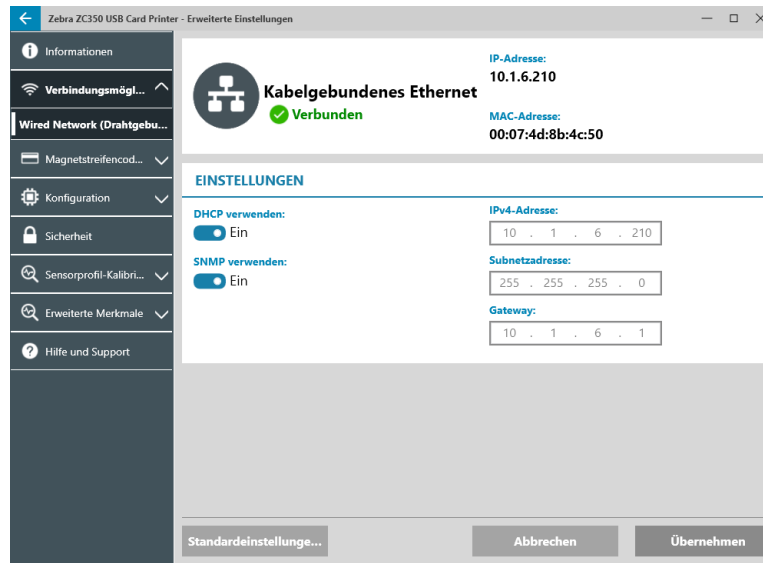 Zebra ZC350 USB Card Printer - Erweiterte Einstellungen
Informationen
Verbindungsmögl...
Wired Network (Drahtgebu...
Magnetstreifencod...
Konfiguration
Sicherheit
Sensorprofil-Kalibri...
Erweiterte Merkmale
Hilfe und Support
Kabelgebundenes Ethernet
Verbunden
IP-Adresse:
10.1.6.210
MAC-Adresse:
00:07:4d:8b:4c:50
EINSTELLUNGEN
DHCP verwenden:
Ein
SNMP verwenden:
Ein
IPv4-Adresse:
10 . 1 . 6 . 210
Subnetzadresse:
255 . 255 . 255 . 0
Gateway:
10 . 1 . 6 . 1
Standardeinstellunge...
Abbrechen
Übernehmen